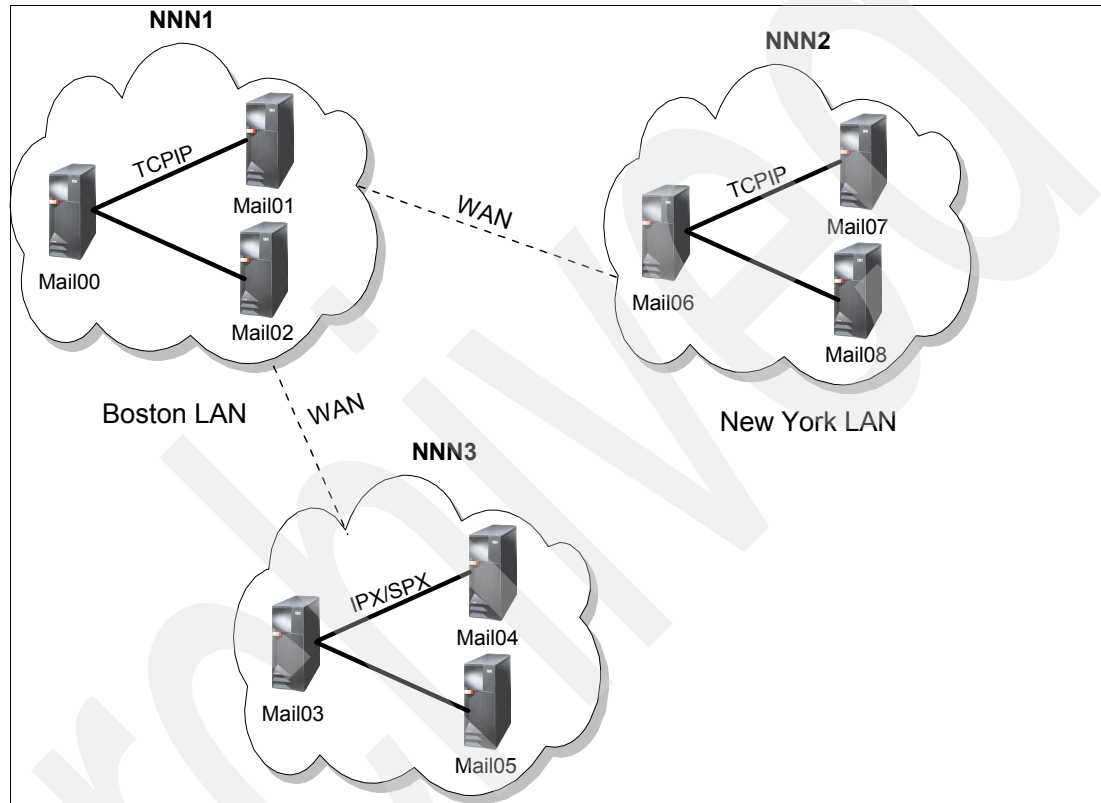 NNN1
TCPIP
Mail01
Mail00
Mail02
WAN
NNN2
TCPIP
Mail07
Mail06
Mail08
Boston LAN
WAN
New York LAN
NNN3
IPX/SPX
Mail04
Mail03
Mail05